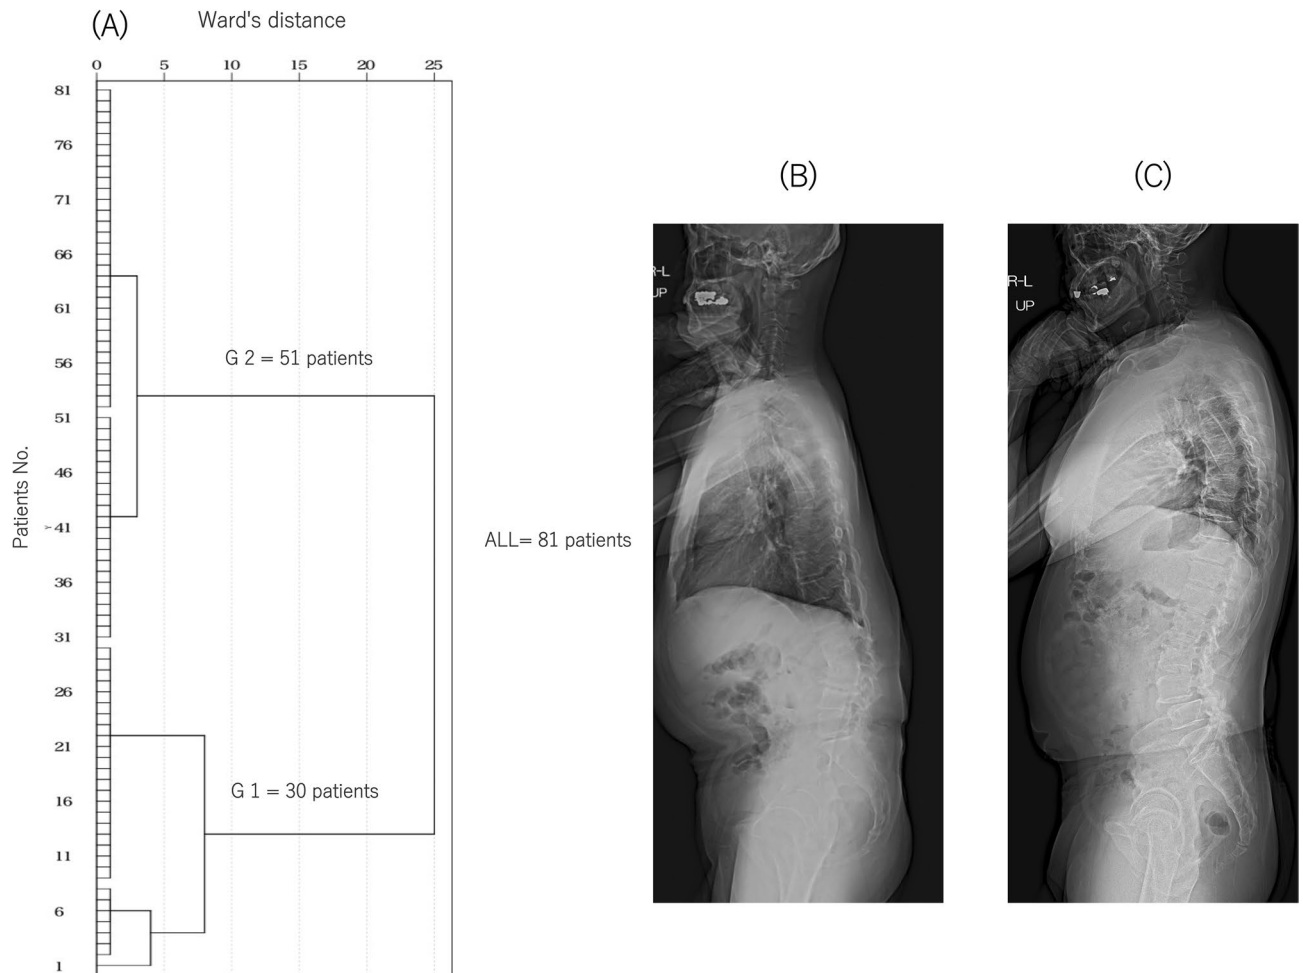 (A)
Ward's distance
0 5 10 15 20 25
81
76
71
66
61
56
51
46
41
36
31
26
21
16
11
6
1
Patients No.
G 2 = 51 patients
G 1 = 30 patients
ALL= 81 patients
(B)
R-L
UP
(C)
R-L
UP